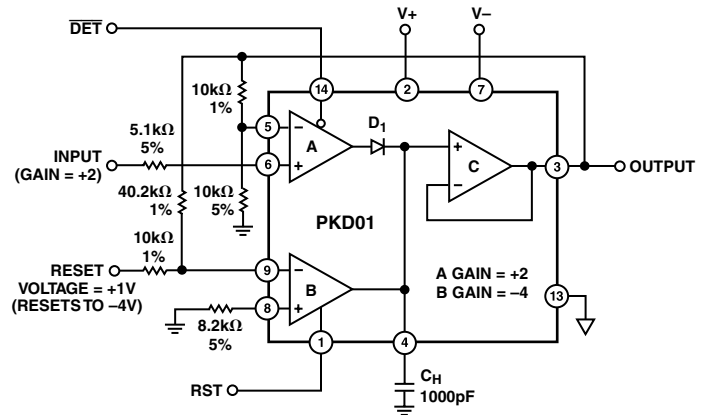 DET
V+
V–
14
2
7
10kΩ
1%
5
–
D1
5.1kΩ
5%
A
+
C
–
3
OUTPUT
INPUT
(GAIN = +2)
6
+
40.2kΩ
1%
10kΩ
5%
PKD01
10kΩ
1%
RESET
VOLTAGE = +1V
(RESETS TO –4V)
9
–
B
A GAIN = +2
B GAIN = –4
13
8
+
8.2kΩ
5%
1
4
RST
CH
1000pF